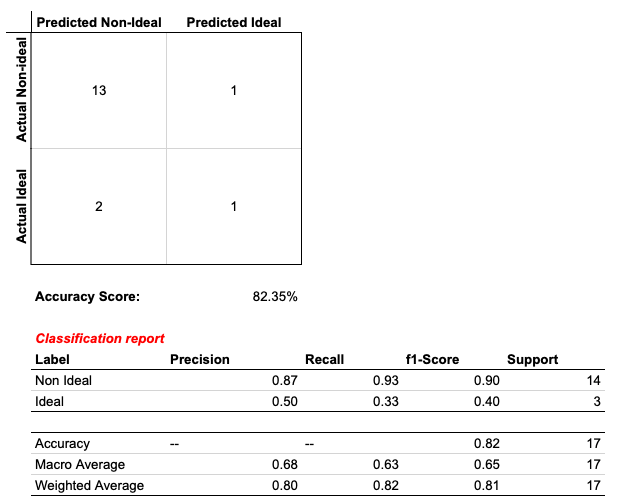 Predicted Non-Ideal Predicted Ideal
Actual Non-ideal 13 1
Actual Ideal 2 1
Accuracy Score: 82.35%
Classification report
Label Precision Recall f1-Score Support
Non Ideal 0.87 0.93 0.90 14
Ideal 0.50 0.33 0.40 3
Accuracy -- -- 0.82 17
Macro Average 0.68 0.63 0.65 17
Weighted Average 0.80 0.82 0.81 17